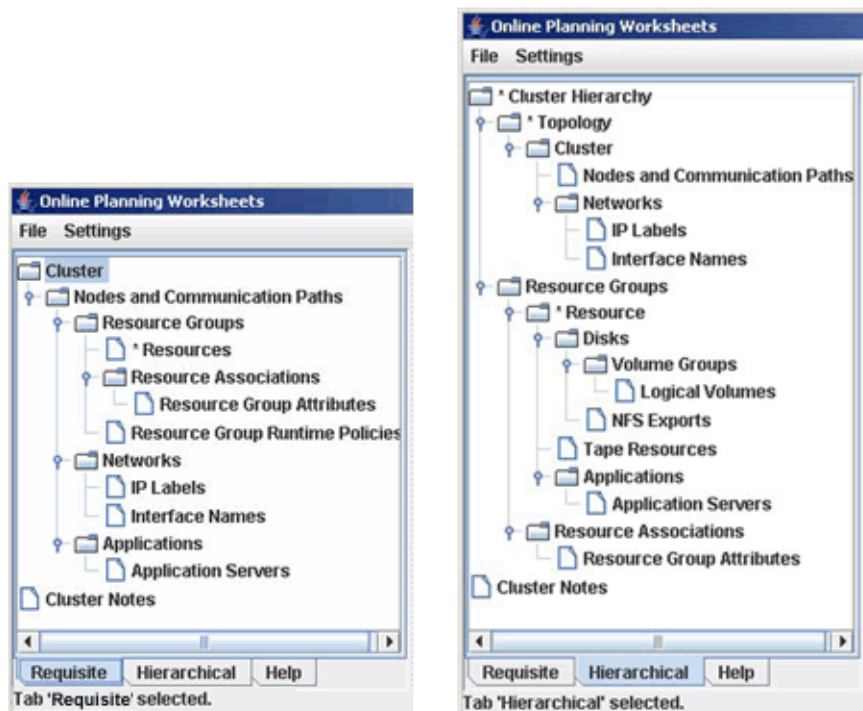 Online Planning Worksheets
File Settings
Cluster
Nodes and Communication Paths
Resource Groups
* Resources
Resource Associations
Resource Group Attributes
Resource Group Runtime Policies
Networks
IP Labels
Interface Names
Applications
Application Servers
Cluster Notes
Requisite Hierarchical Help
Tab 'Requisite' selected.
Online Planning Worksheets
File Settings
* Cluster Hierarchy
* Topology
Cluster
Nodes and Communication Paths
Networks
IP Labels
Interface Names
Resource Groups
* Resource
Disks
Volume Groups
Logical Volumes
NFS Exports
Tape Resources
Applications
Application Servers
Resource Associations
Resource Group Attributes
Cluster Notes
Requisite Hierarchical Help
Tab 'Hierarchical' selected.